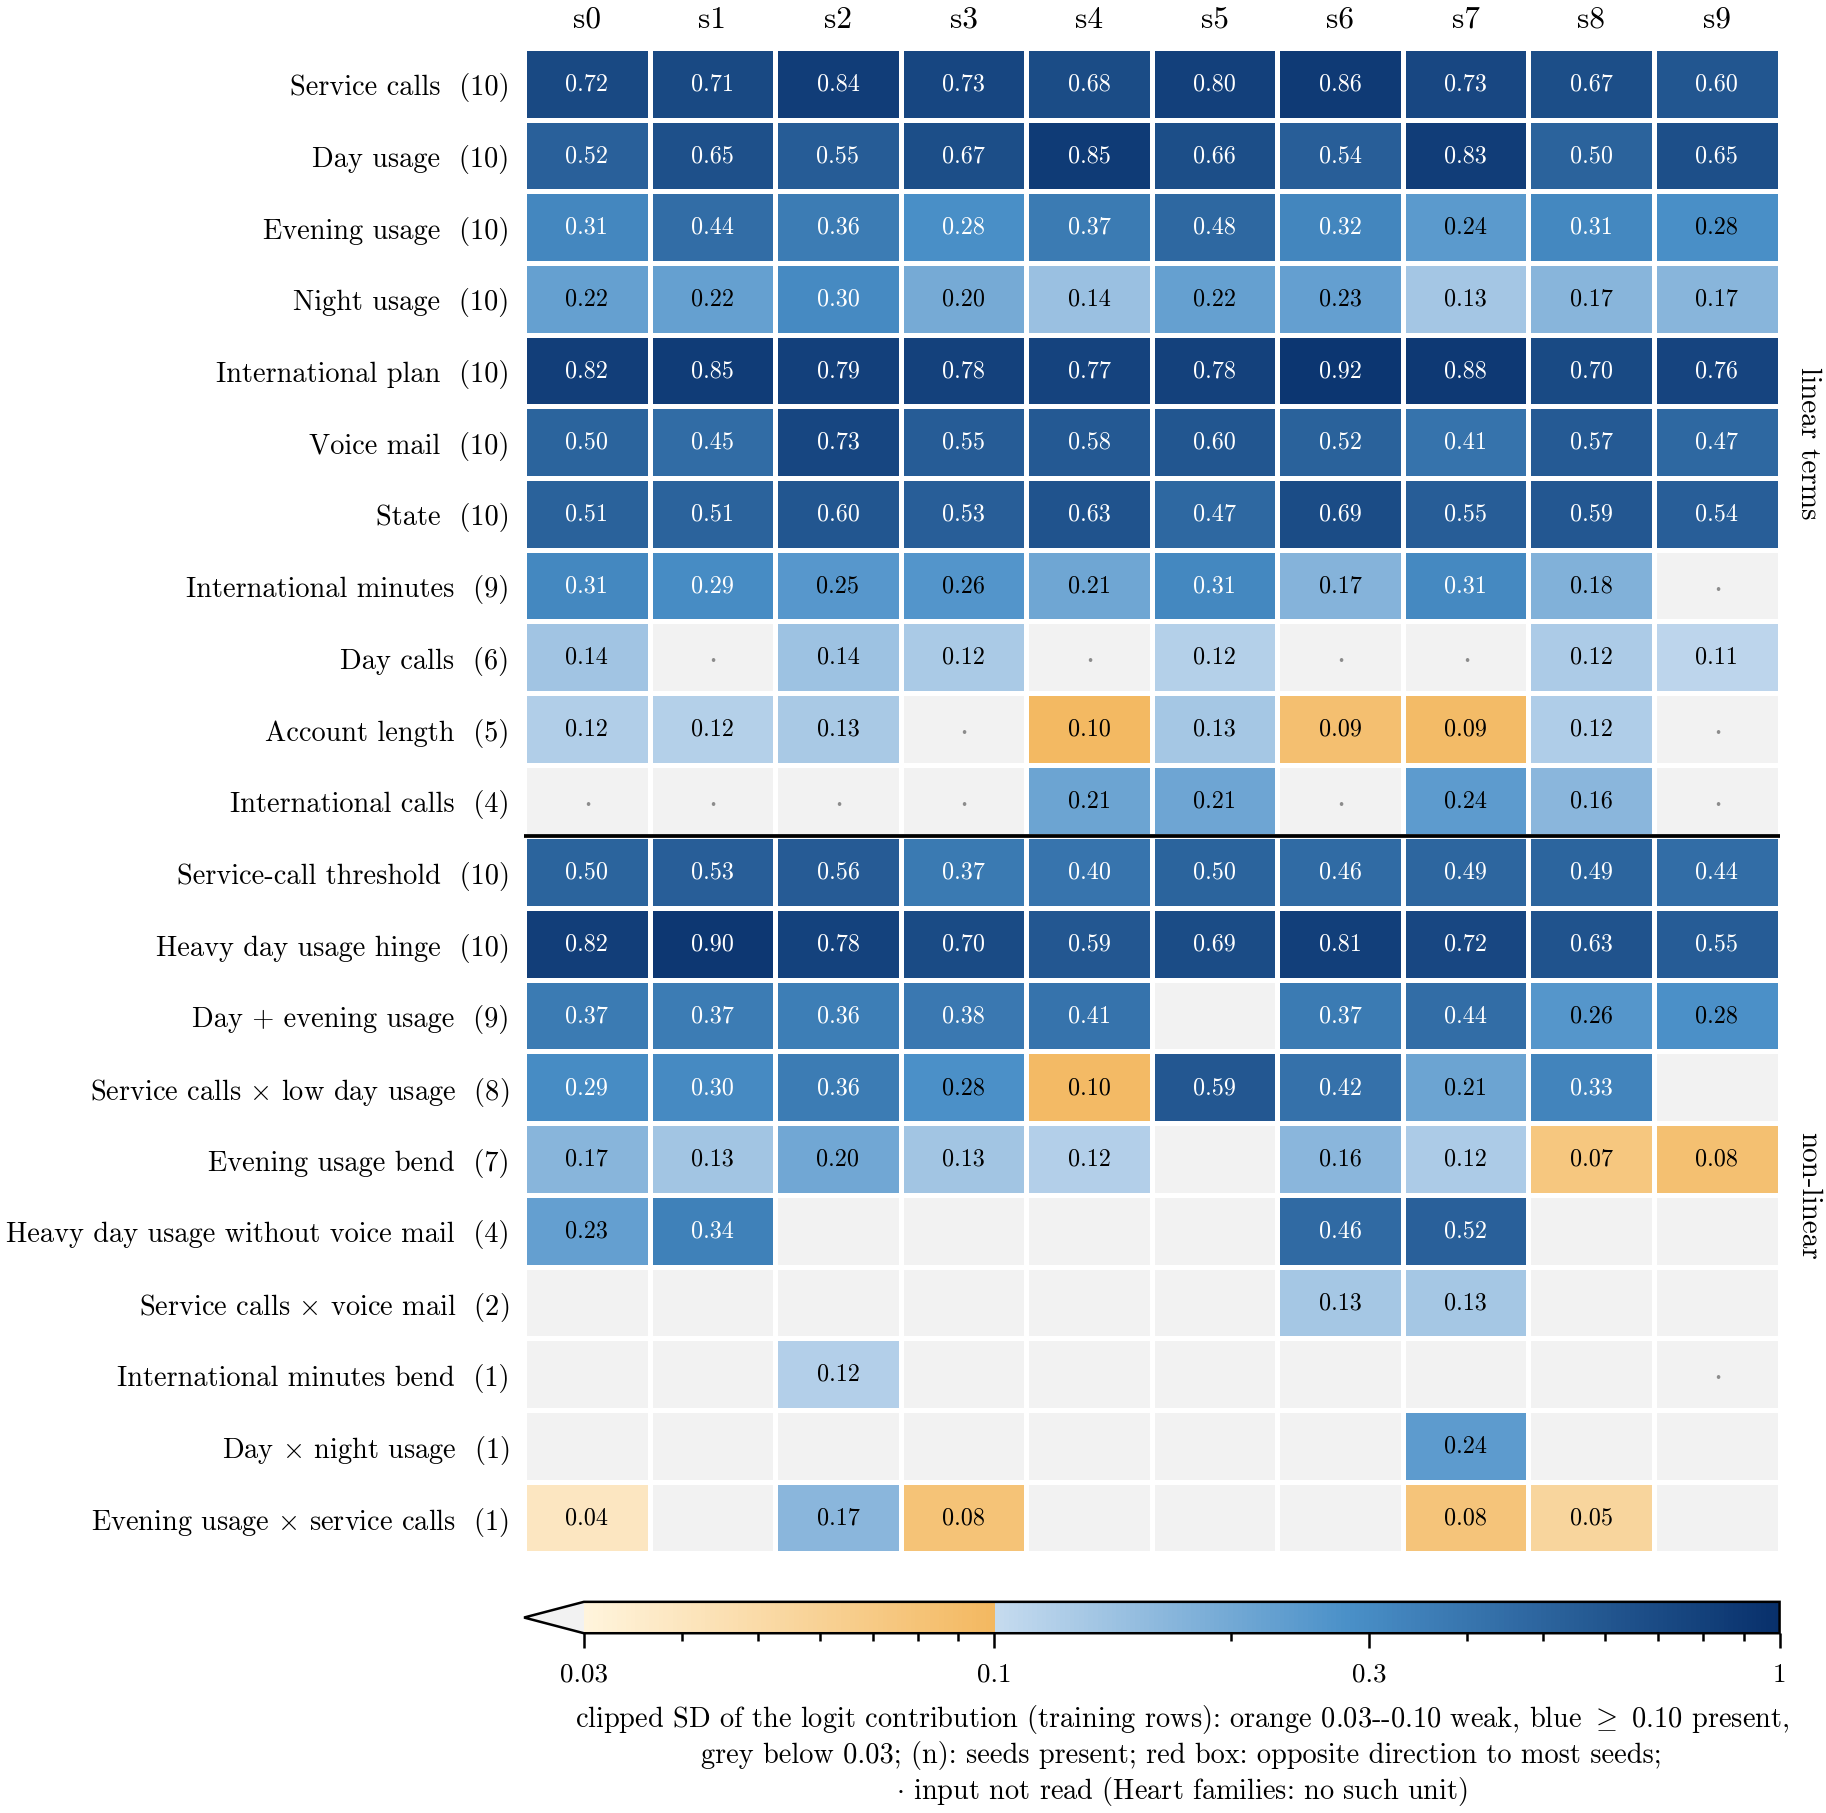 s0 s1 s2 s3 s4 s5 s6 s7 s8 s9
Service calls (10) 0.72 0.71 0.84 0.73 0.68 0.80 0.86 0.73 0.67 0.60
Day usage (10) 0.52 0.65 0.55 0.67 0.85 0.66 0.54 0.83 0.50 0.65
Evening usage (10) 0.31 0.44 0.36 0.28 0.37 0.48 0.32 0.24 0.31 0.28
Night usage (10) 0.22 0.22 0.30 0.20 0.14 0.22 0.23 0.13 0.17 0.17
International plan (10) 0.82 0.85 0.79 0.78 0.77 0.78 0.92 0.88 0.70 0.76
Voice mail (10) 0.50 0.45 0.73 0.55 0.58 0.60 0.52 0.41 0.57 0.47
State (10) 0.51 0.51 0.60 0.53 0.63 0.47 0.69 0.55 0.59 0.54
International minutes (9) 0.31 0.29 0.25 0.26 0.21 0.31 0.17 0.31 0.18 ·
Day calls (6) 0.14 · 0.14 0.12 · 0.12 · · 0.12 0.11
Account length (5) 0.12 0.12 0.13 · 0.10 0.13 0.09 0.09 0.12 ·
International calls (4) · · · · 0.21 0.21 · 0.24 0.16 ·
linear terms
Service-call threshold (10) 0.50 0.53 0.56 0.37 0.40 0.50 0.46 0.49 0.49 0.44
Heavy day usage hinge (10) 0.82 0.90 0.78 0.70 0.59 0.69 0.81 0.72 0.63 0.55
Day + evening usage (9) 0.37 0.37 0.36 0.38 0.41 0.37 0.44 0.26 0.28
Service calls × low day usage (8) 0.29 0.30 0.36 0.28 0.10 0.59 0.42 0.21 0.33
Evening usage bend (7) 0.17 0.13 0.20 0.13 0.12 0.16 0.12 0.07 0.08
Heavy day usage without voice mail (4) 0.23 0.34 0.46 0.52
Service calls × voice mail (2) 0.13 0.13
International minutes bend (1) 0.12 ·
Day × night usage (1) 0.24
Evening usage × service calls (1) 0.04 0.17 0.08 0.08 0.05
non-linear
0.03 0.1 0.3 1
clipped SD of the logit contribution (training rows): orange 0.03--0.10 weak, blue ≥ 0.10 present,
grey below 0.03; (n): seeds present; red box: opposite direction to most seeds;
· input not read (Heart families: no such unit)